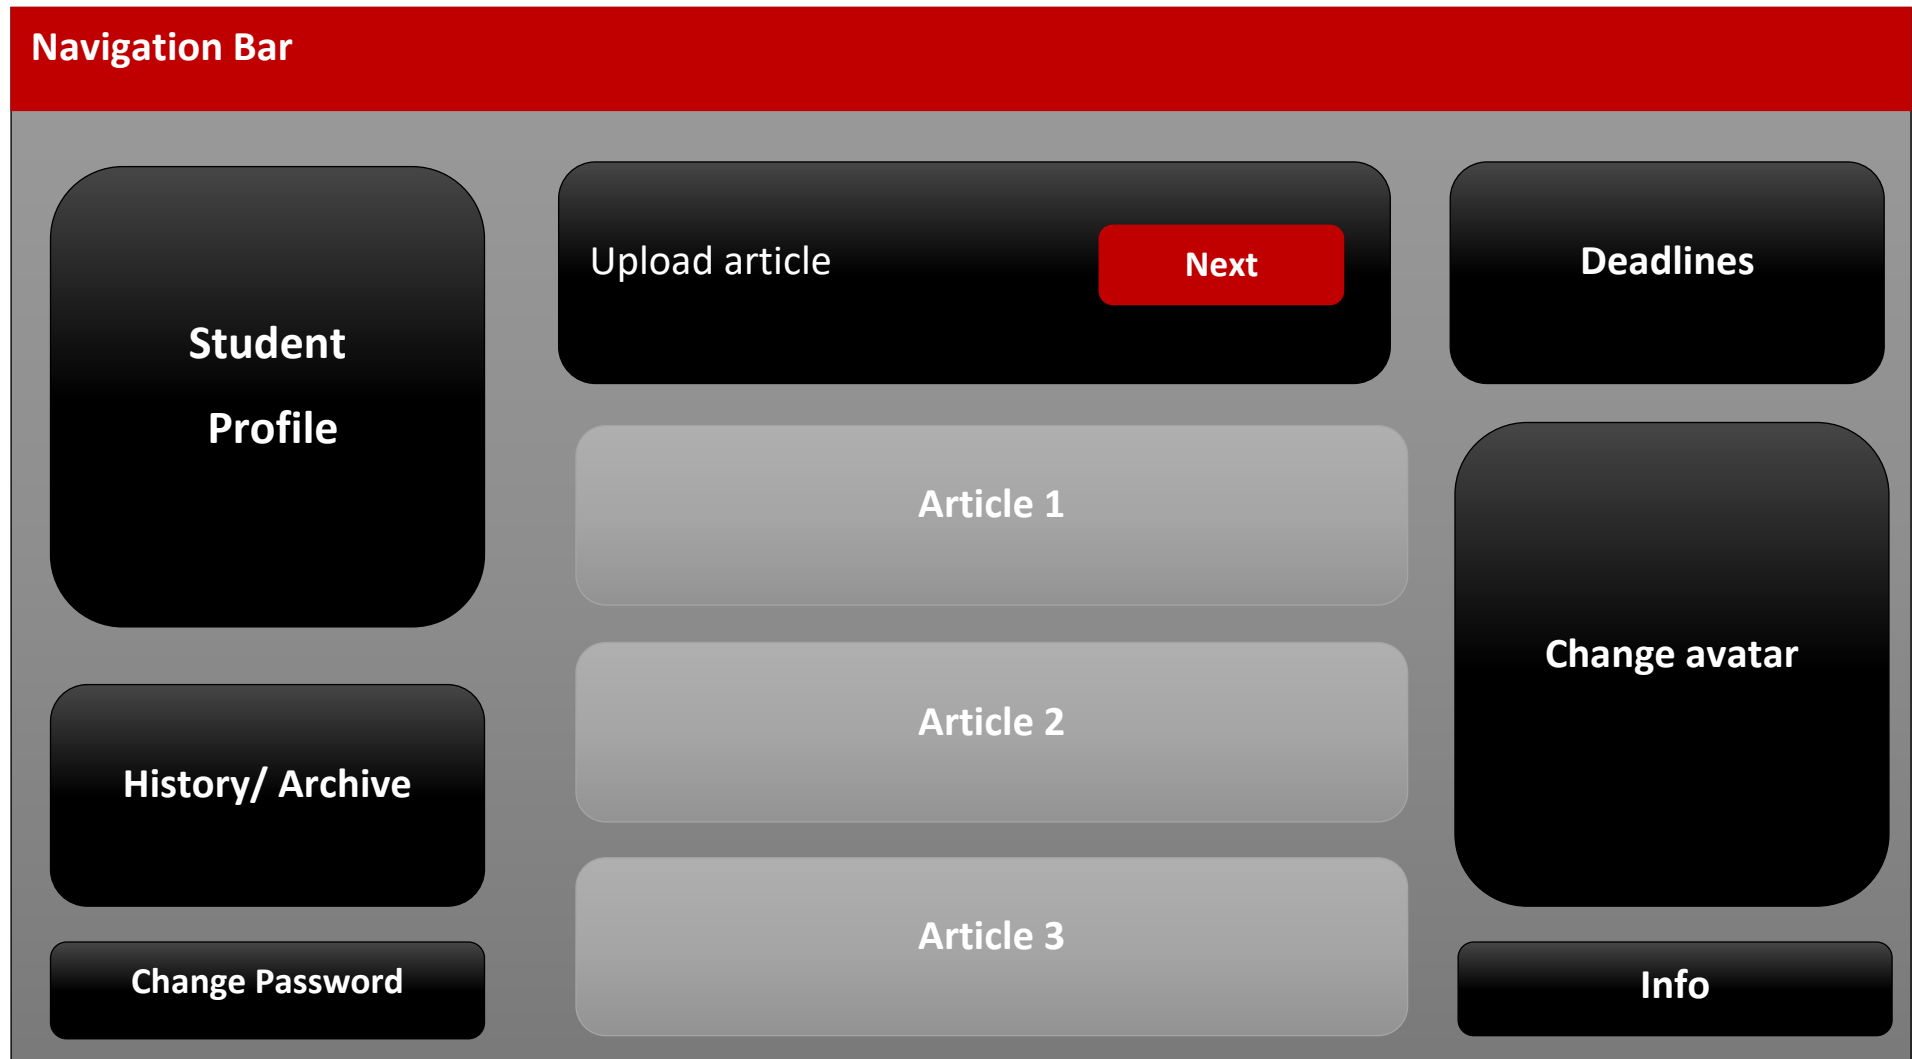 Navigation Bar
Student
Profile
History/ Archive
Change Password
Upload article
Next
Article 1
Article 2
Article 3
Deadlines
Change avatar
Info